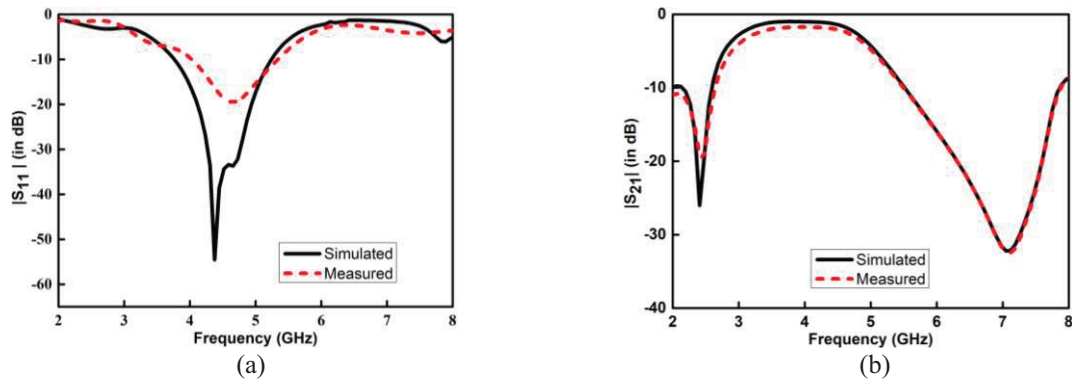 0
-10
-20
-30
-40
-50
-60
|S11| (in dB)
Simulated
Measured
2 3 4 5 6 7 8
Frequency (GHz)
(a)
0
-10
-20
-30
-40
|S21| (in dB)
Simulated
Measured
2 3 4 5 6 7 8
Frequency (GHz)
(b)